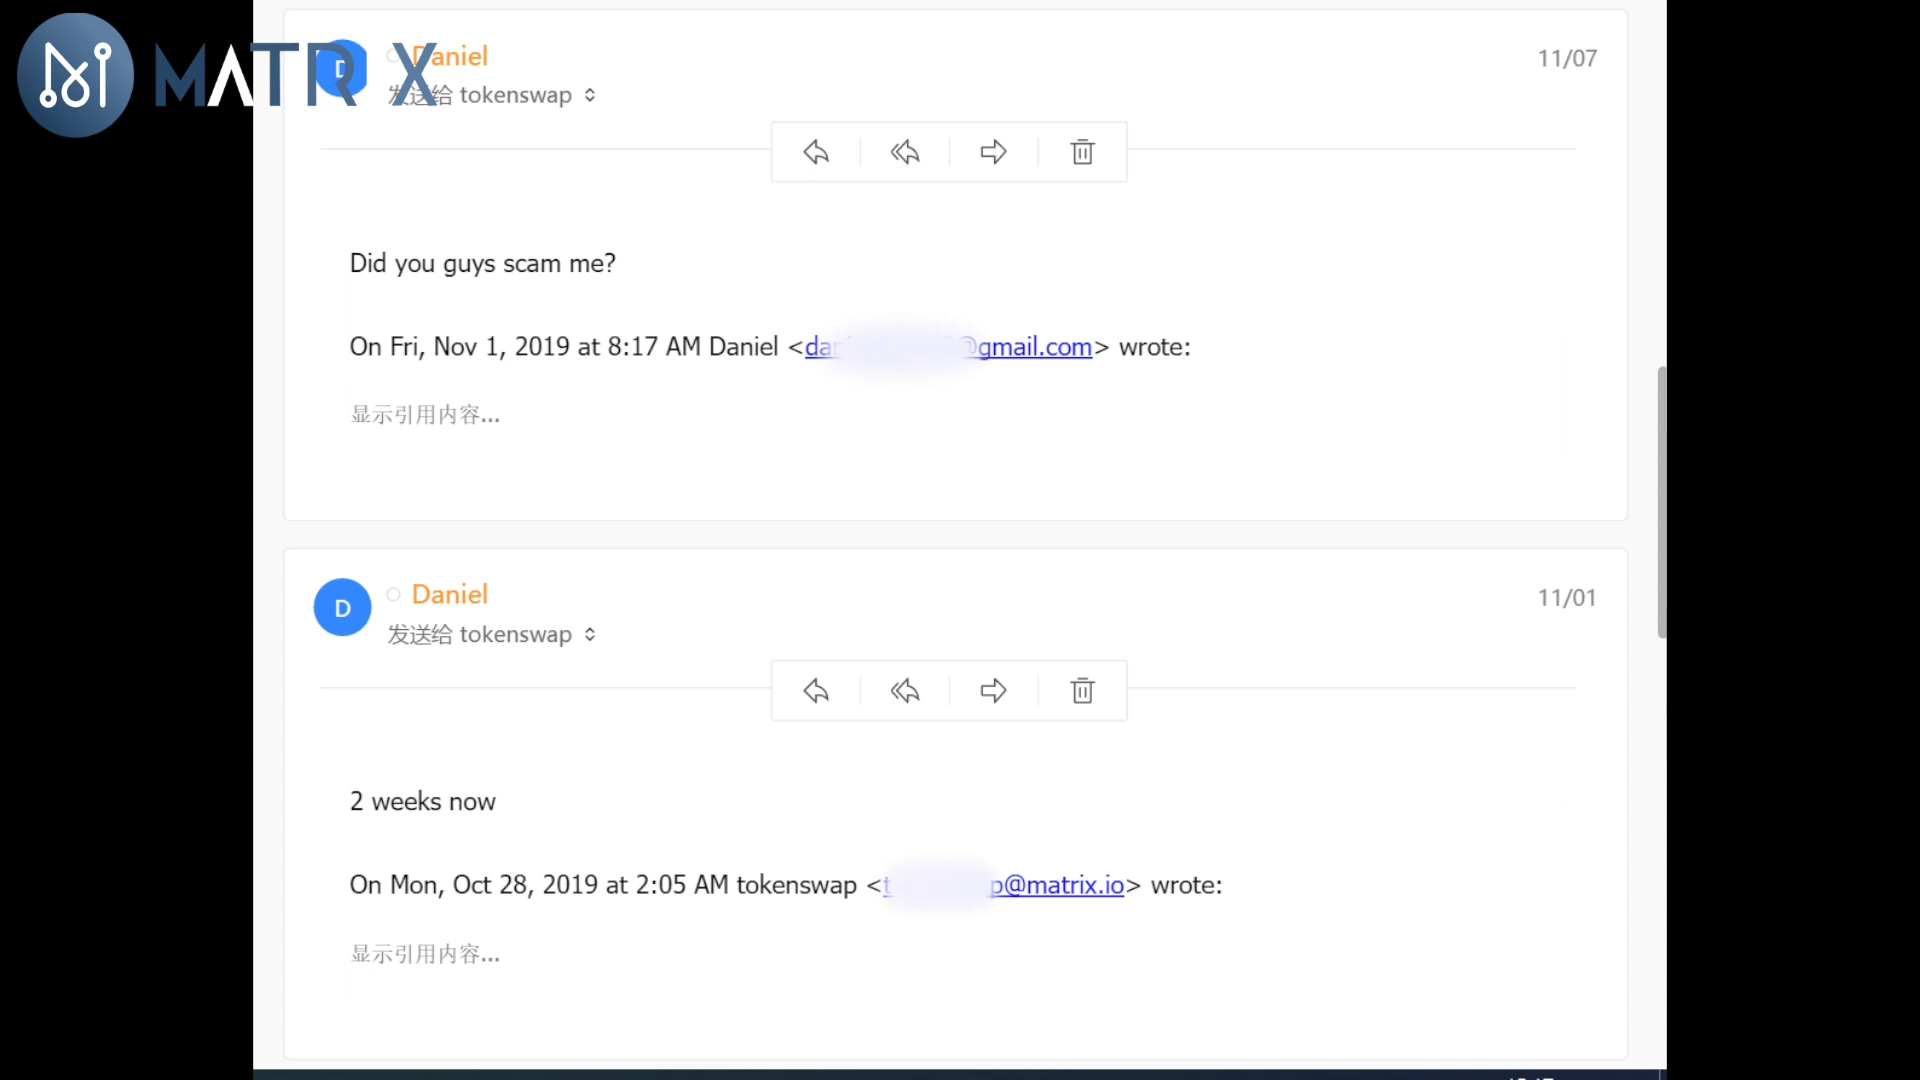 MATR X
D
Daniel
11/07
发送给 tokenswap
Did you guys scam me?
On Fri, Nov 1, 2019 at 8:17 AM Daniel <dan @gmail.com> wrote:
显示引用内容...
D
Daniel
11/01
发送给 tokenswap
2 weeks now
On Mon, Oct 28, 2019 at 2:05 AM tokenswap <t p@matrix.io> wrote:
显示引用内容...